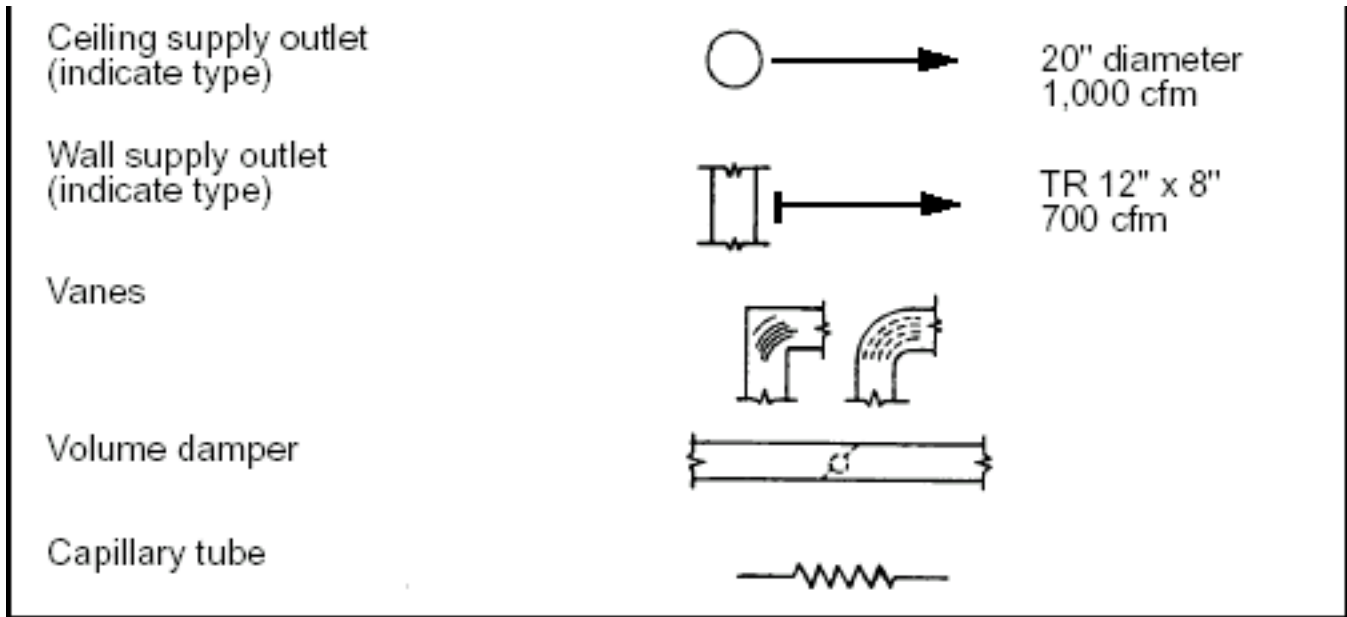 Ceiling supply outlet
(indicate type)
20" diameter
1,000 cfm
Wall supply outlet
(indicate type)
TR 12" x 8"
700 cfm
Vanes
Volume damper
Capillary tube